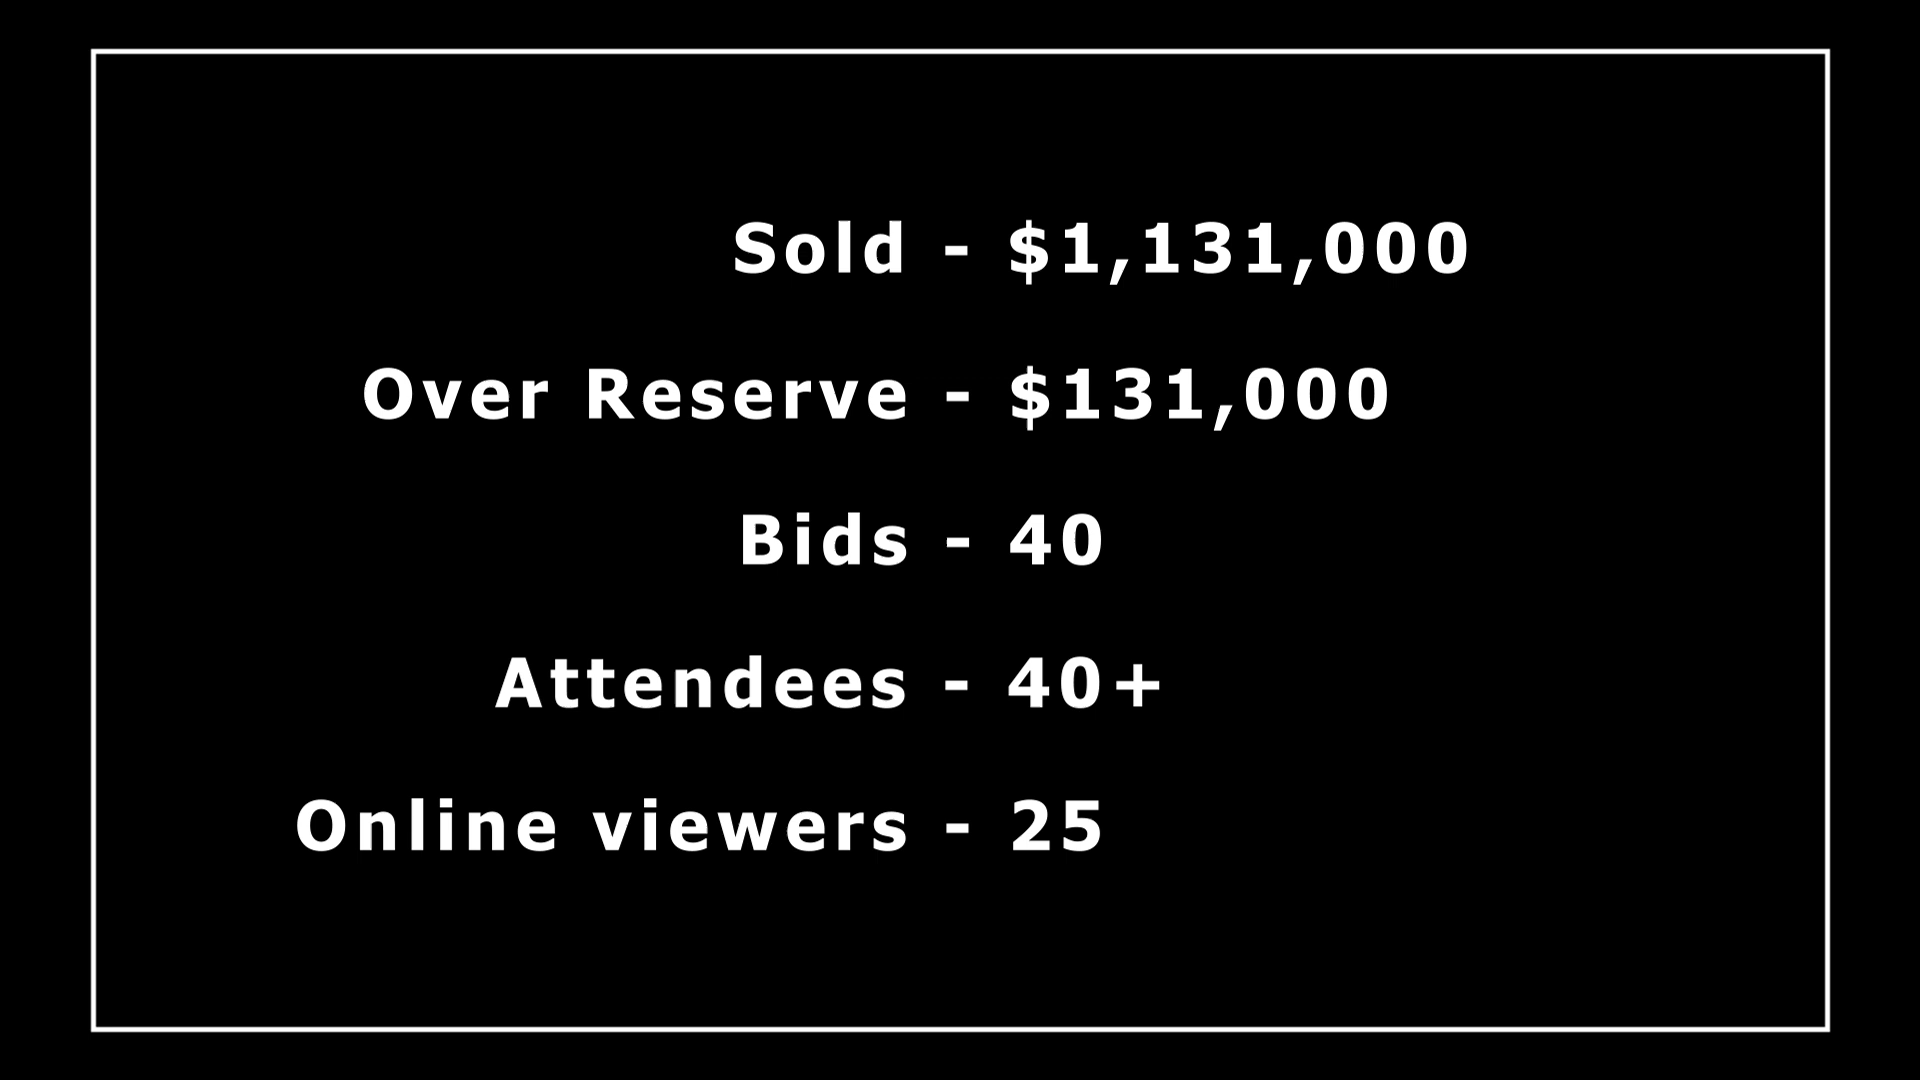 Sold - $1,131,000
Over Reserve - $131,000
Bids - 40
Attendees - 40+
Online viewers - 25